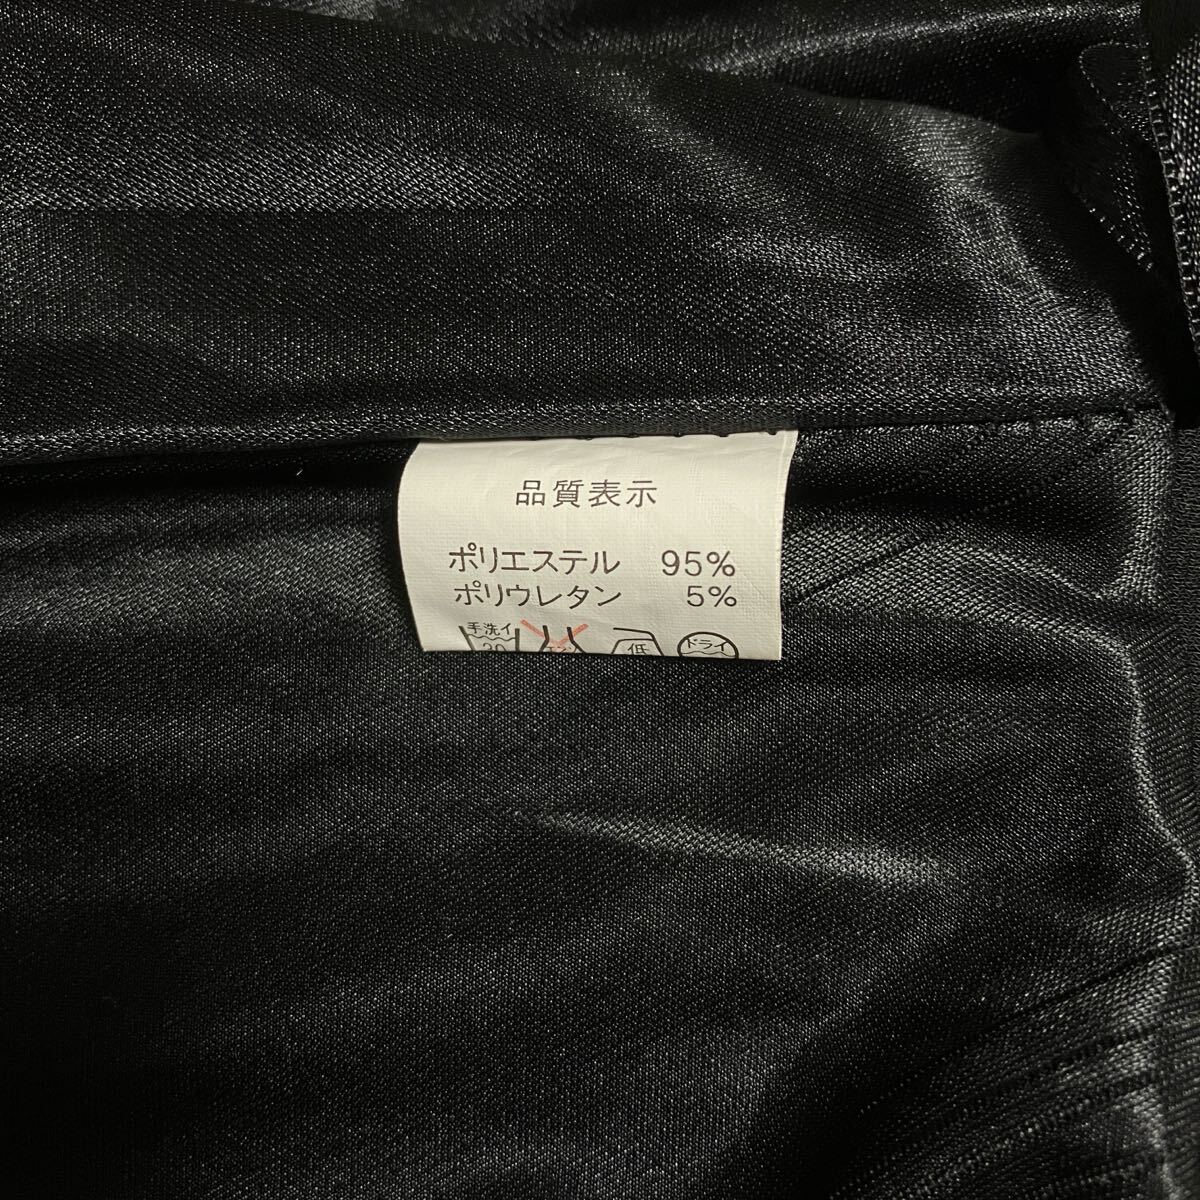 品質表示
ポリエステル 95%
ポリウレタン 5%
手洗イ 低 ドライ